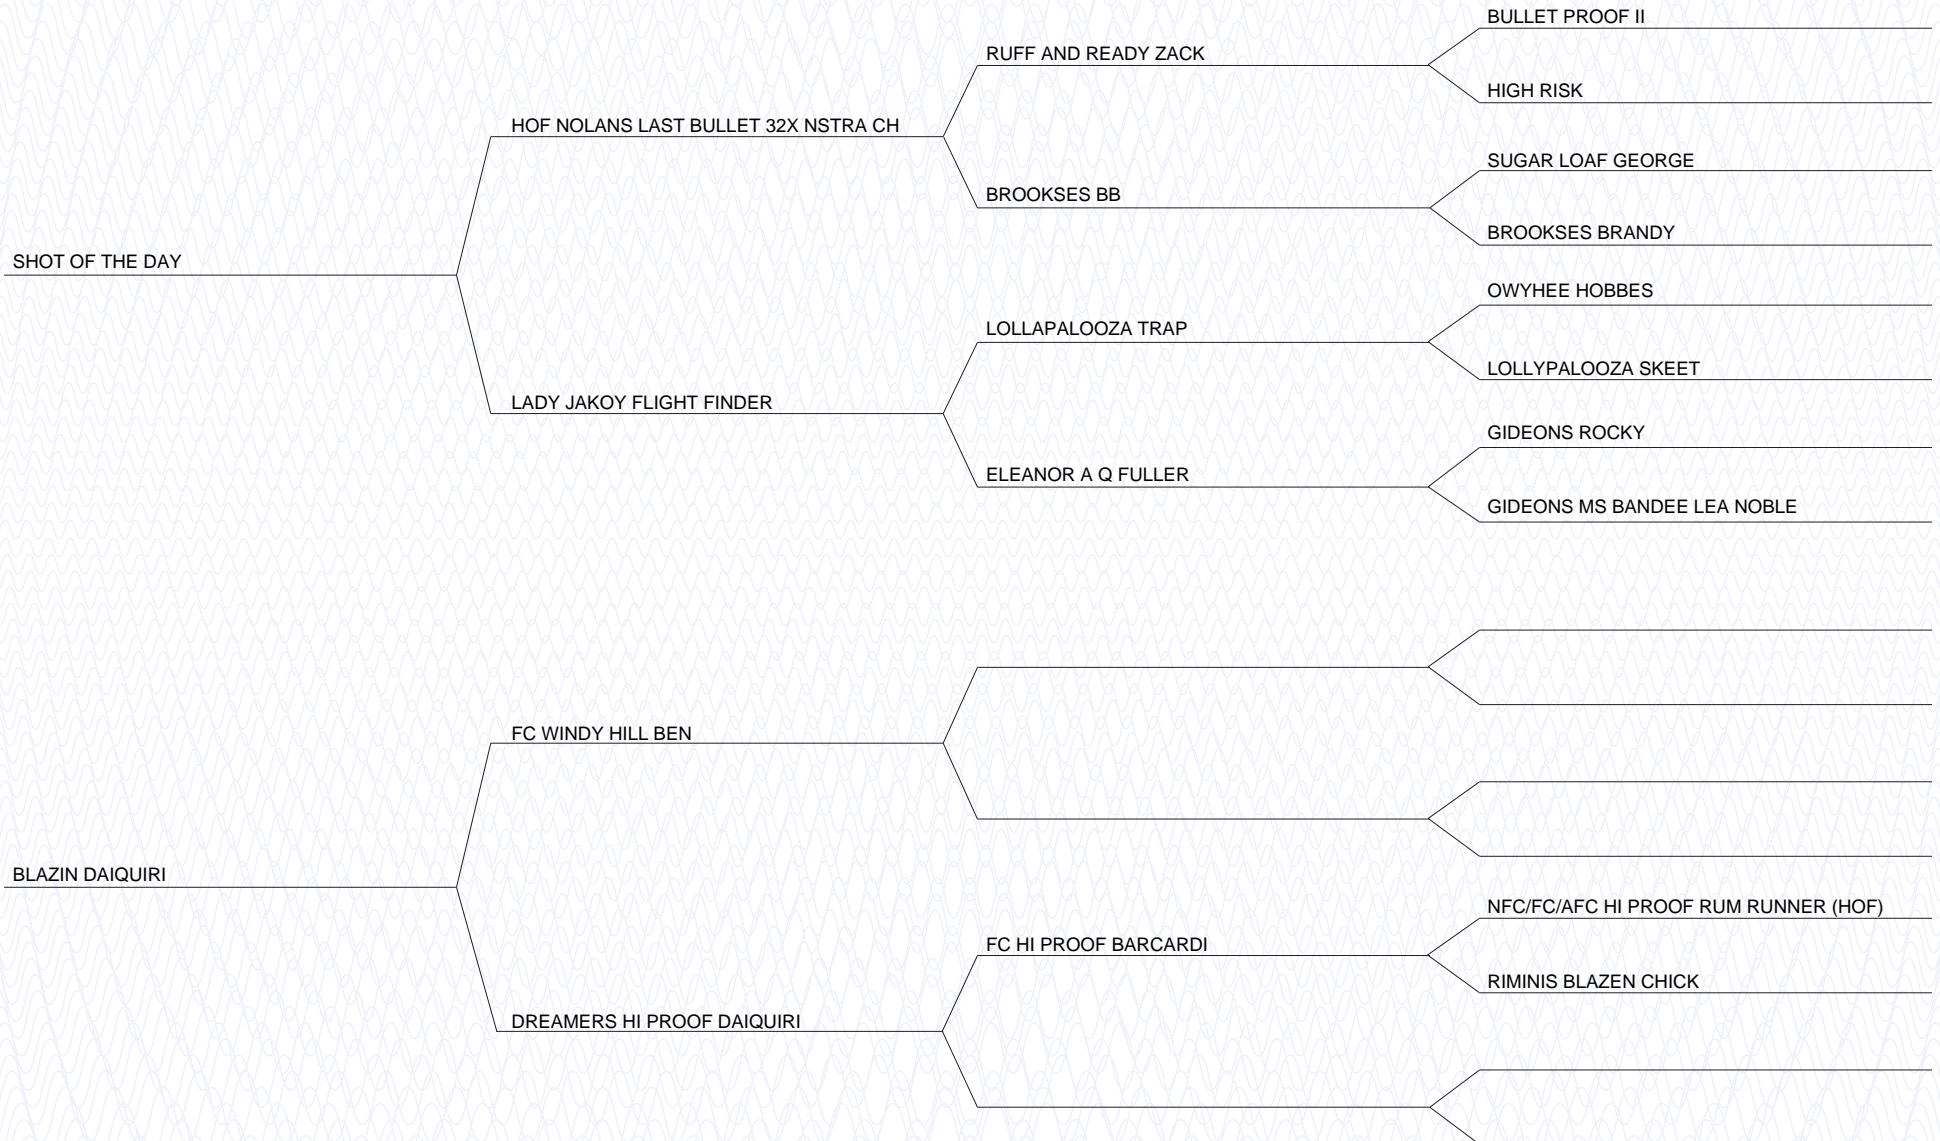 BULLET PROOF II
RUFF AND READY ZACK
HIGH RISK
HOF NOLANS LAST BULLET 32X NSTRA CH
SUGAR LOAF GEORGE
BROOKSES BB
BROOKSES BRANDY
SHOT OF THE DAY
OWYHEE HOBBES
LOLLAPALOOZA TRAP
LOLLYPALOOZA SKEET
LADY JAKOY FLIGHT FINDER
GIDEONS ROCKY
ELEANOR A Q FULLER
GIDEONS MS BANDEE LEA NOBLE
FC WINDY HILL BEN
BLAZIN DAIQUIRI
NFC/FC/AFC HI PROOF RUM RUNNER (HOF)
FC HI PROOF BARCARDI
RIMINIS BLAZEN CHICK
DREAMERS HI PROOF DAIQUIRI